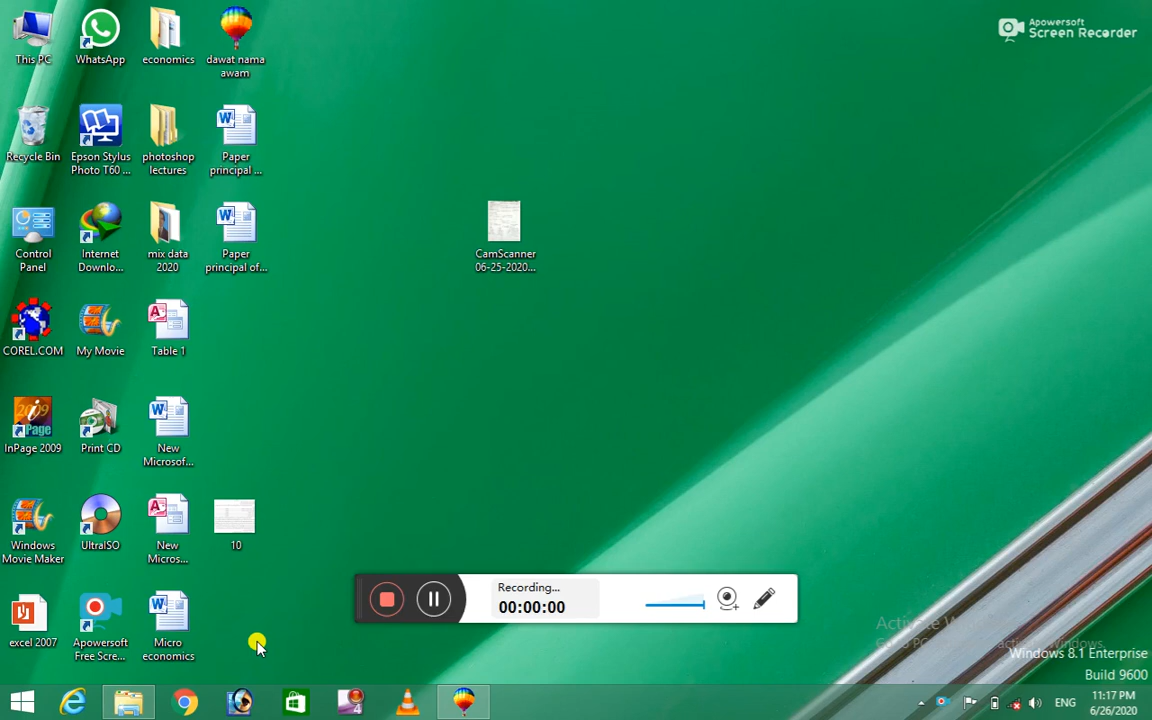 This PC
WhatsApp
economics
dawat nama
awam
Apowersoft
Screen Recorder
Recycle Bin
Epson Stylus
Photo T60 ...
photoshop
lectures
Paper
principal ...
Control
Panel
Internet
Downlo...
mix data
2020
Paper
principal of...
CamScanner
06-25-2020...
COREL.COM
My Movie
Table 1
InPage 2009
Print CD
New
Microsof...
Windows
Movie Maker
UltraISO
New
Micros...
10
excel 2007
Apowersoft
Free Scre...
Micro
economics
Recording...
00:00:00
Activate Windows
Windows 8.1 Enterprise
Build 9600
ENG
11:17 PM
6/26/2020